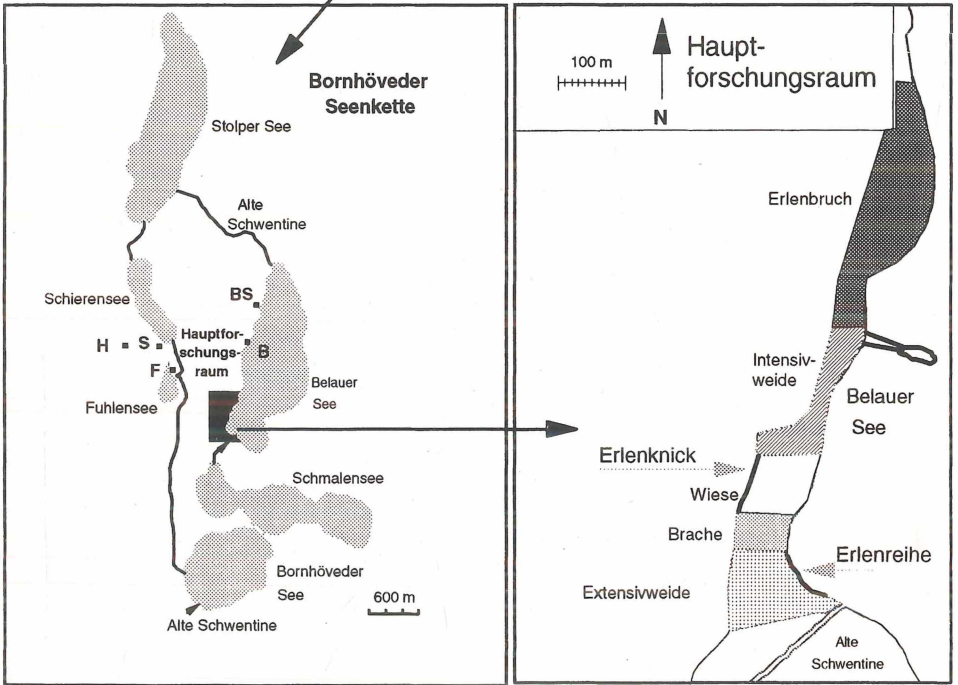 Bornhöveder
Seenkette
Stolper See
Alte
Schwentine
Schierensee
BS
H
S
Hauptfor-
schungs-
raum
B
F
Fuhlensee
Belauer
See
Schmalensee
Bornhöveder
See
600 m
Alte Schwentine
100 m
N
Haupt-
forschungsraum
Erlenbruch
Intensiv-
weide
Belauer
See
Erlenknick
Wiese
Brache
Erlenreihe
Extensivweide
Alte
Schwentine